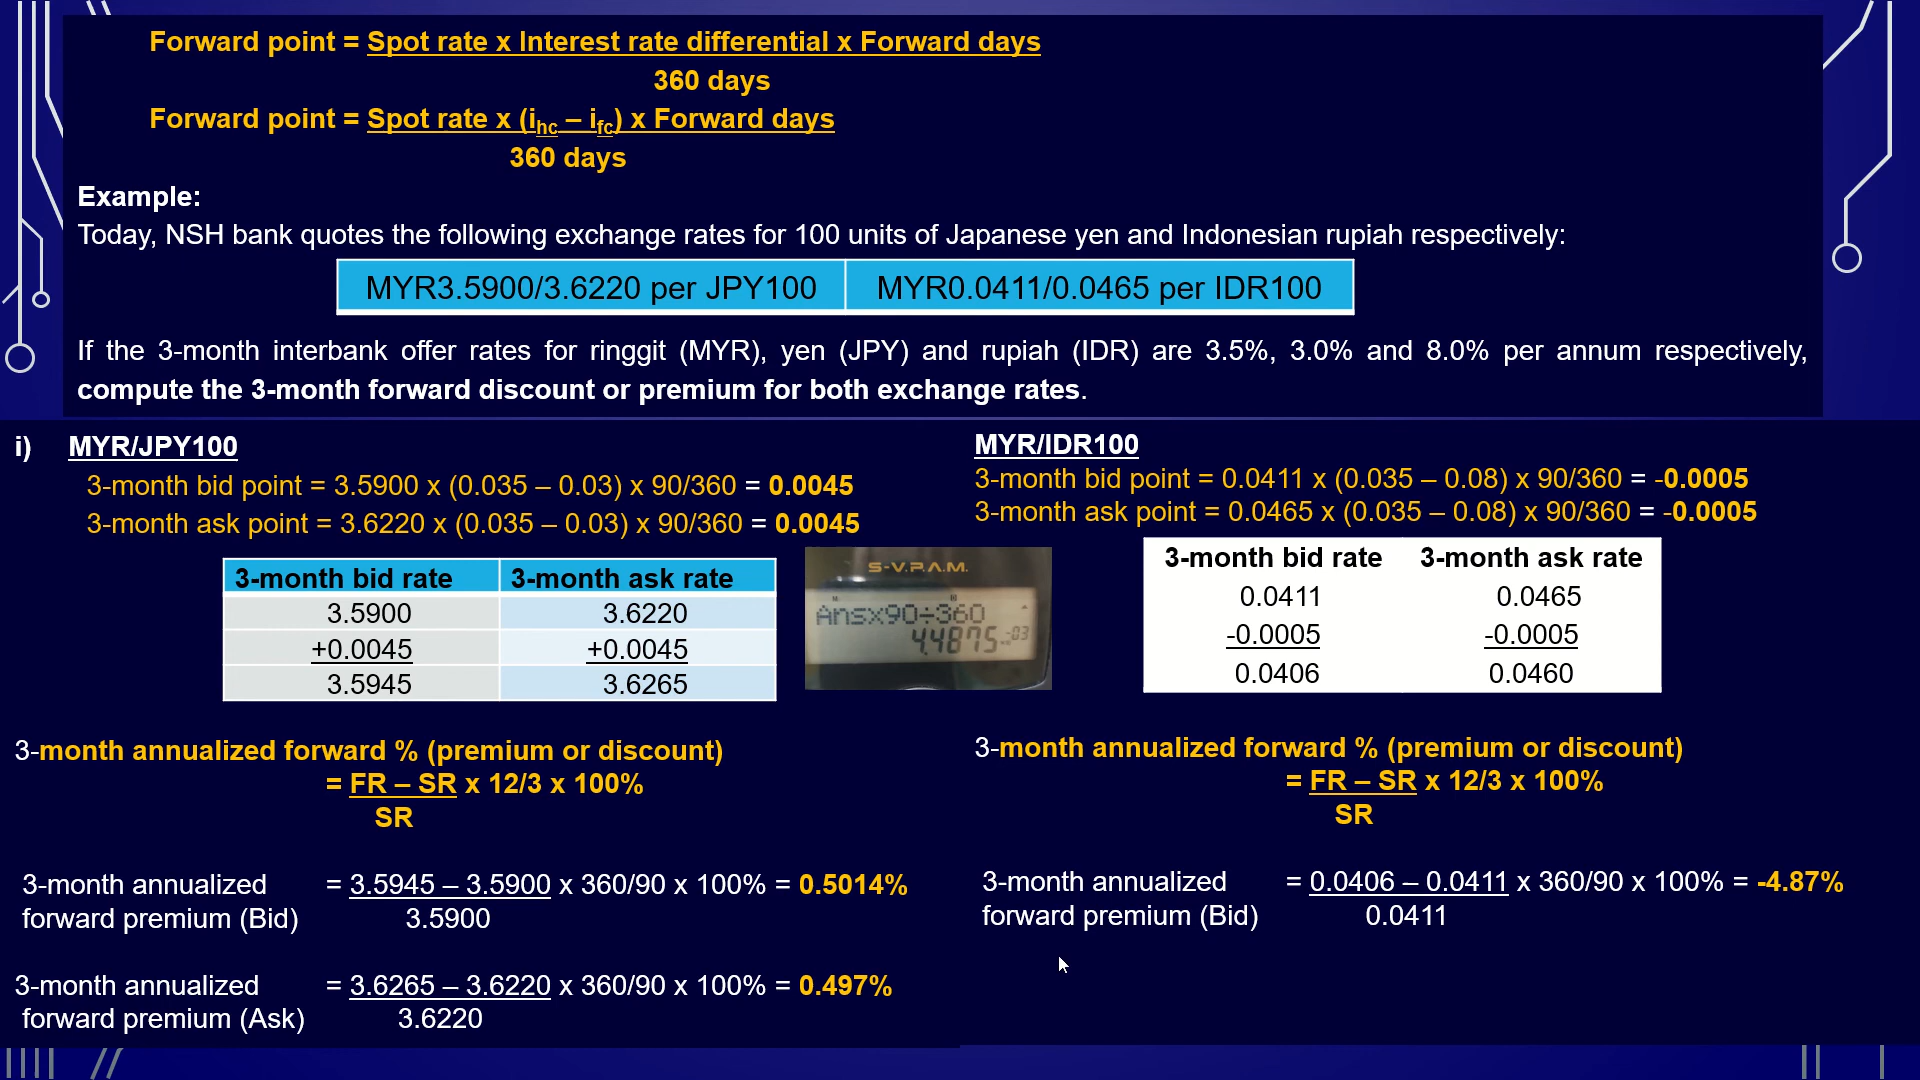 Forward point = Spot rate x Interest rate differential x Forward days
360 days
Forward point = Spot rate x (ihc – ifc) x Forward days
360 days
Example:
Today, NSH bank quotes the following exchange rates for 100 units of Japanese yen and Indonesian rupiah respectively:
MYR3.5900/3.6220 per JPY100 MYR0.0411/0.0465 per IDR100
If the 3-month interbank offer rates for ringgit (MYR), yen (JPY) and rupiah (IDR) are 3.5%, 3.0% and 8.0% per annum respectively,
compute the 3-month forward discount or premium for both exchange rates.
i) MYR/JPY100
3-month bid point = 3.5900 x (0.035 – 0.03) x 90/360 = 0.0045
3-month ask point = 3.6220 x (0.035 – 0.03) x 90/360 = 0.0045
3-month bid rate 3-month ask rate
3.5900 3.6220
+0.0045 +0.0045
3.5945 3.6265
S-V.P.A.M.
Ansx90÷360
4.4875-03
3-month annualized forward % (premium or discount)
= FR – SR x 12/3 x 100%
SR
3-month annualized = 3.5945 – 3.5900 x 360/90 x 100% = 0.5014%
forward premium (Bid) 3.5900
3-month annualized = 3.6265 – 3.6220 x 360/90 x 100% = 0.497%
forward premium (Ask) 3.6220
MYR/IDR100
3-month bid point = 0.0411 x (0.035 – 0.08) x 90/360 = -0.0005
3-month ask point = 0.0465 x (0.035 – 0.08) x 90/360 = -0.0005
3-month bid rate 3-month ask rate
0.0411 0.0465
-0.0005 -0.0005
0.0406 0.0460
3-month annualized forward % (premium or discount)
= FR – SR x 12/3 x 100%
SR
3-month annualized = 0.0406 – 0.0411 x 360/90 x 100% = -4.87%
forward premium (Bid) 0.0411